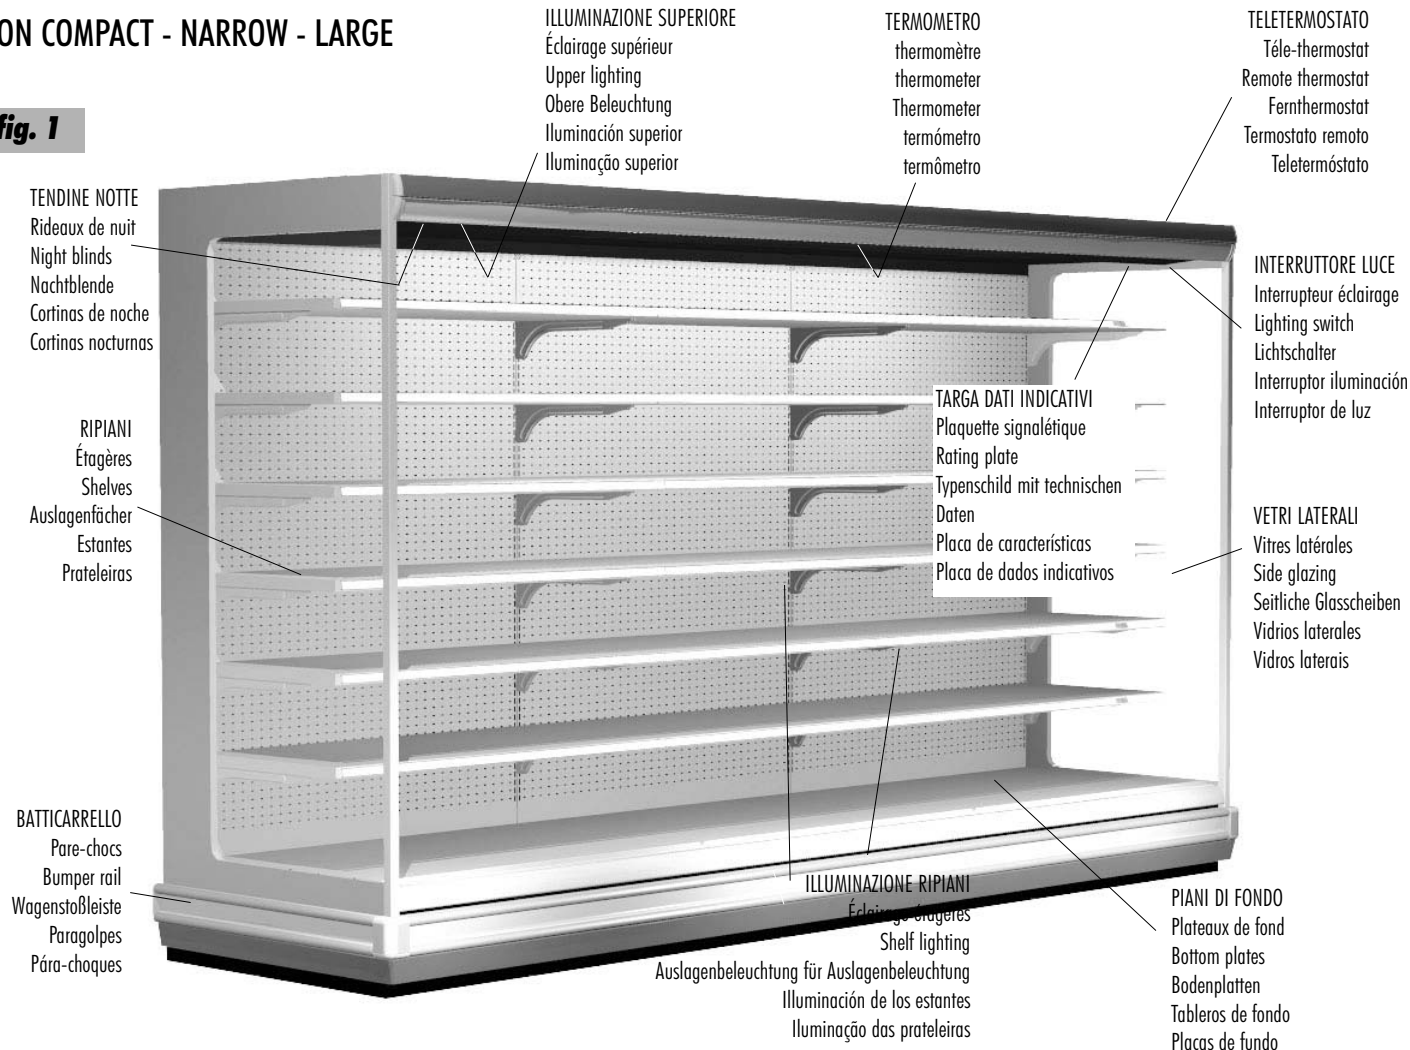 ON COMPACT - NARROW - LARGE
fig. 1
ILLUMINAZIONE SUPERIORE
Éclairage supérieur
Upper lighting
Obere Beleuchtung
Iluminación superior
Iluminação superior
TERMOMETRO
thermomètre
thermometer
Thermometer
termómetro
termômetro
TELETERMOSTATO
Téle-thermostat
Remote thermostat
Fernthermostat
Termostato remoto
Teletermóstato
TENDINE NOTTE
Rideaux de nuit
Night blinds
Nachtblende
Cortinas de noche
Cortinas nocturnas
INTERRUTTORE LUCE
Interrupteur éclairage
Lighting switch
Lichtschalter
Interruptor iluminación
Interruptor de luz
RIPIANI
Étagères
Shelves
Auslagenfächer
Estantes
Prateleiras
TARGA DATI INDICATIVI
Plaquette signalétique
Rating plate
Typenschild mit technischen
Daten
Placa de características
Placa de dados indicativos
VETRI LATERALI
Vitres latérales
Side glazing
Seitliche Glasscheiben
Vidrios laterales
Vidros laterais
BATTICARRELLO
Pare-chocs
Bumper rail
Wagenstoßleiste
Paragolpes
Pára-choques
ILLUMINAZIONE RIPIANI
Éclairage étagères
Shelf lighting
Auslagenbeleuchtung für Auslagenbeleuchtung
Illuminación de los estantes
Iluminação das prateleiras
PIANI DI FONDO
Plateaux de fond
Bottom plates
Bodenplatten
Tableros de fondo
Placas de fundo